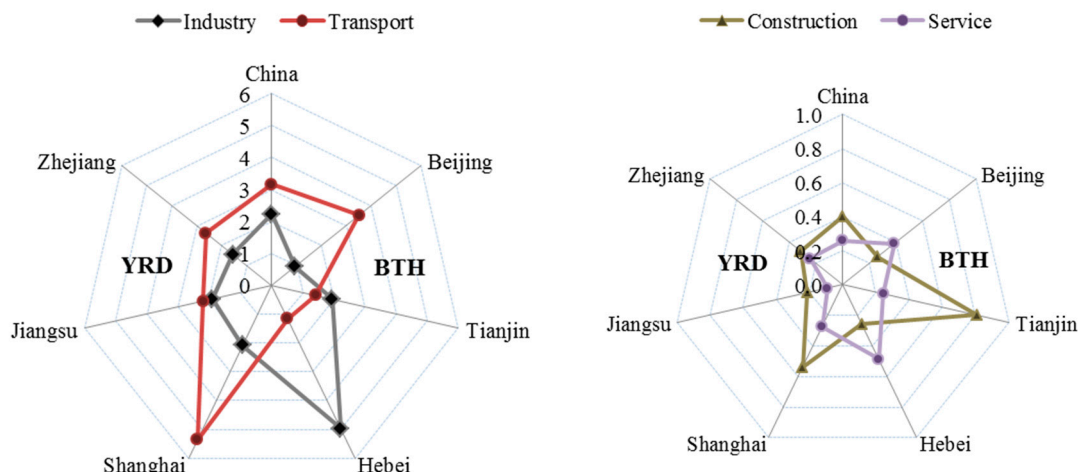 Industry Transport
China
6
5
4
3
2
1
0
Zhejiang
Beijing
YRD
BTH
Jiangsu
Tianjin
Shanghai
Hebei
Construction Service
China
1.0
0.8
0.6
0.4
0.2
0.0
Zhejiang
Beijing
YRD
BTH
Jiangsu
Tianjin
Shanghai
Hebei